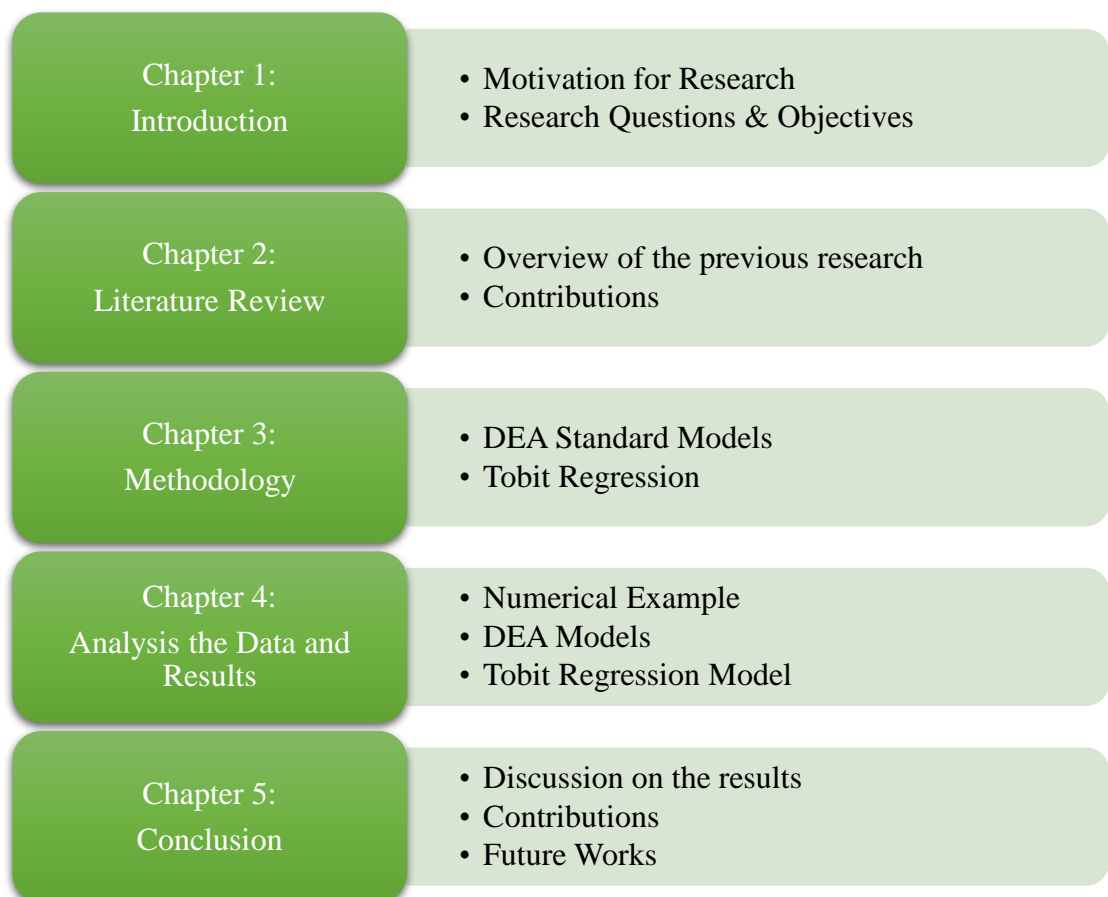 Chapter 1:
Introduction
• Motivation for Research
• Research Questions & Objectives
Chapter 2:
Literature Review
• Overview of the previous research
• Contributions
Chapter 3:
Methodology
• DEA Standard Models
• Tobit Regression
Chapter 4:
Analysis the Data and
Results
• Numerical Example
• DEA Models
• Tobit Regression Model
Chapter 5:
Conclusion
• Discussion on the results
• Contributions
• Future Works